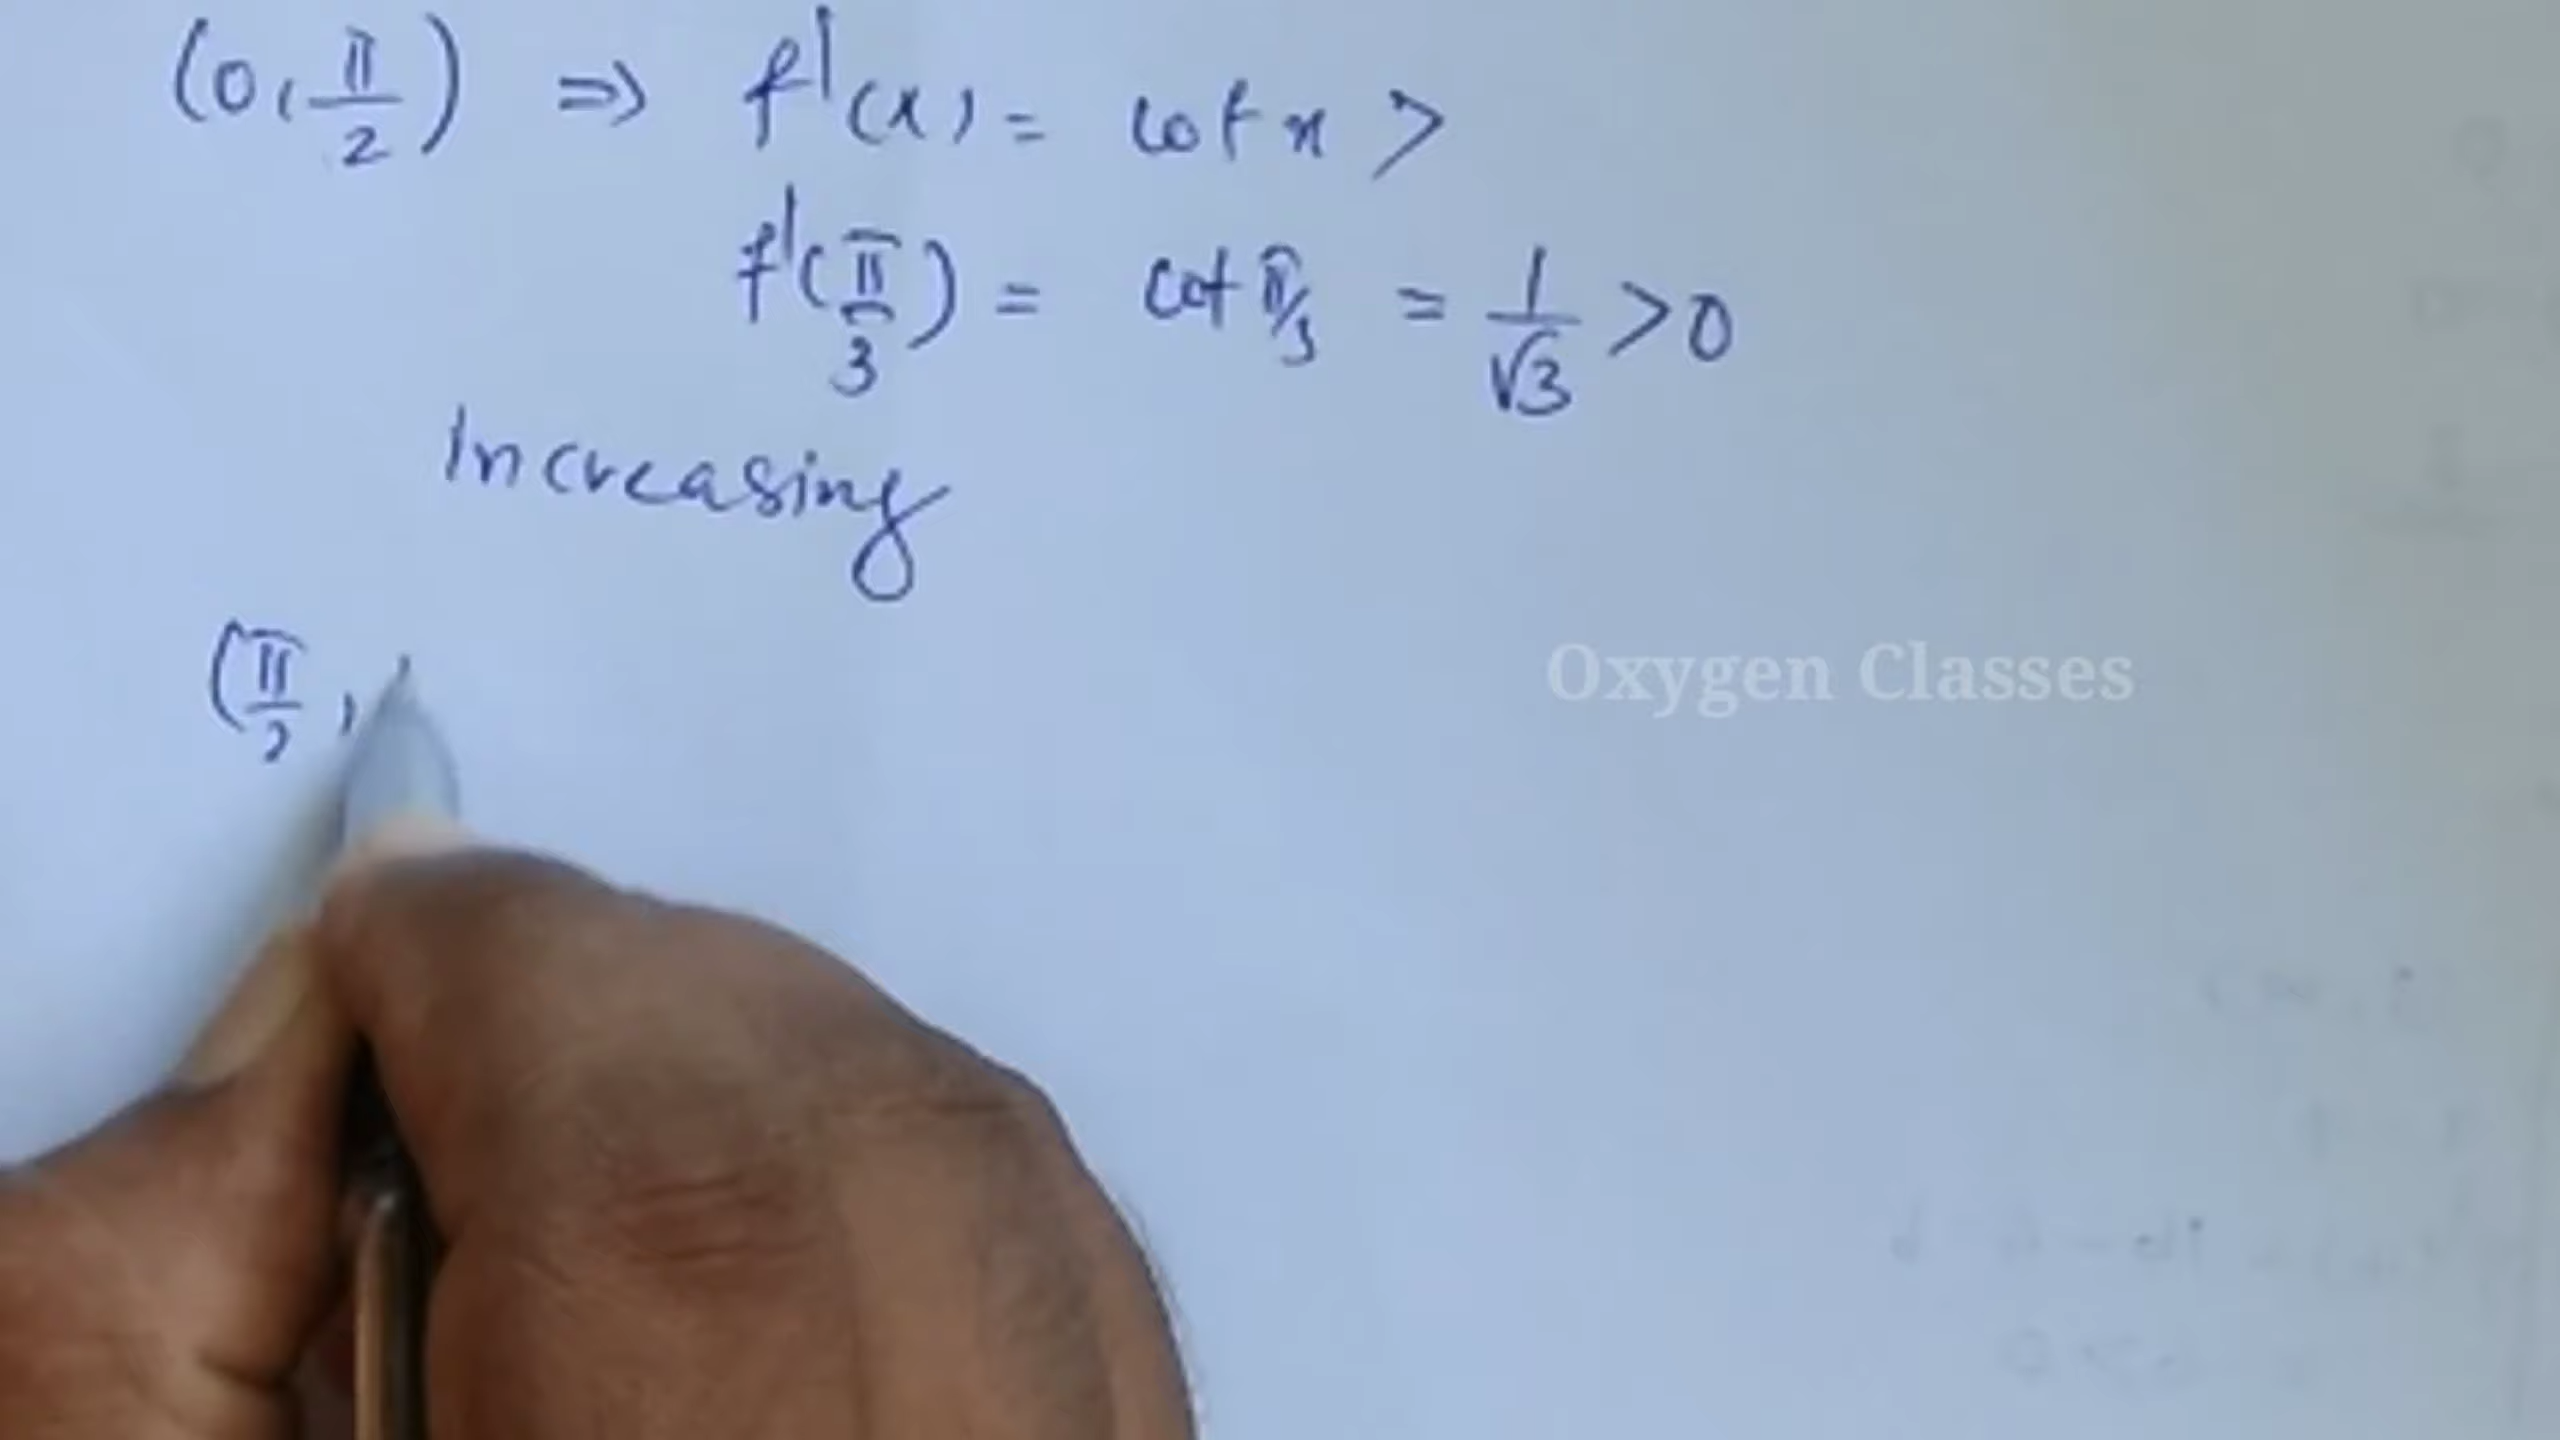 (0, π/2) ⇒ f'(x) = cot x >
f'(π/3) = cot π/3 = 1/√3 > 0
Increasing
(π/2,
Oxygen Classes